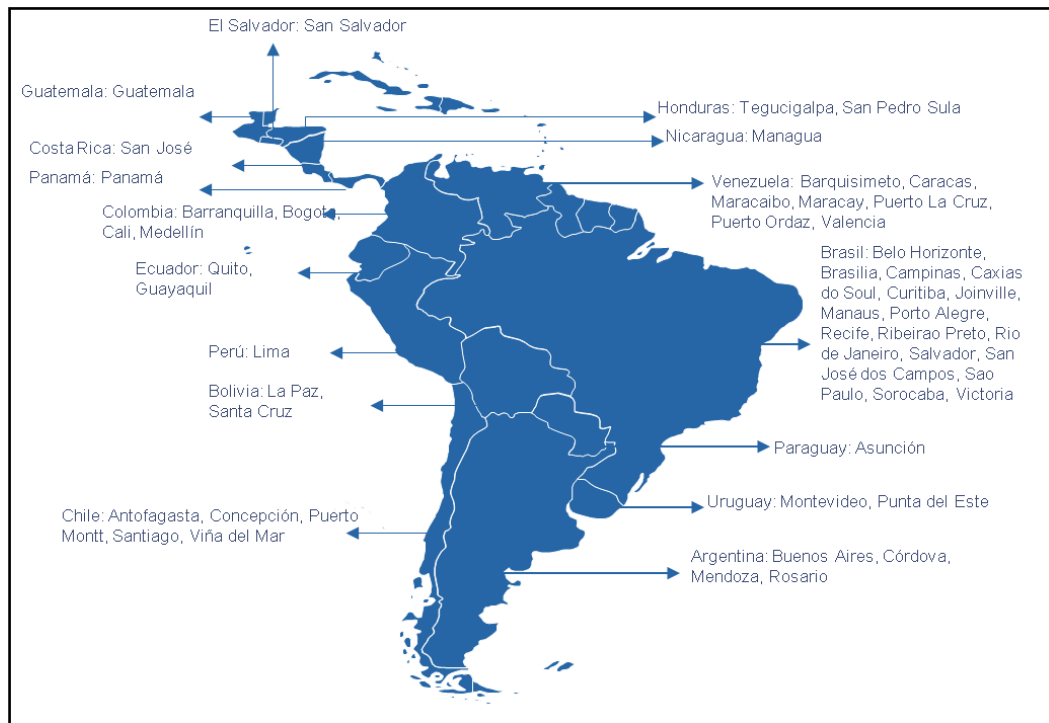 El Salvador: San Salvador
Guatemala: Guatemala
Honduras: Tegucigalpa, San Pedro Sula
Nicaragua: Managua
Costa Rica: San José
Panamá: Panamá
Venezuela: Barquisimeto, Caracas,
Maracaibo, Maracay, Puerto La Cruz,
Puerto Ordaz, Valencia
Colombia: Barranquilla, Bogota,
Cali, Medellín
Brasil: Belo Horizonte,
Brasilia, Campinas, Caxias
do Soul, Curitiba, Joinville,
Manaus, Porto Alegre,
Recife, Ribeirao Preto, Rio
de Janeiro, Salvador, San
José dos Campos, Sao
Paulo, Sorocaba, Victoria
Ecuador: Quito,
Guayaquil
Perú: Lima
Bolivia: La Paz,
Santa Cruz
Paraguay: Asunción
Uruguay: Montevideo, Punta del Este
Chile: Antofagasta, Concepción, Puerto
Montt, Santiago, Viña del Mar
Argentina: Buenos Aires, Córdova,
Mendoza, Rosario